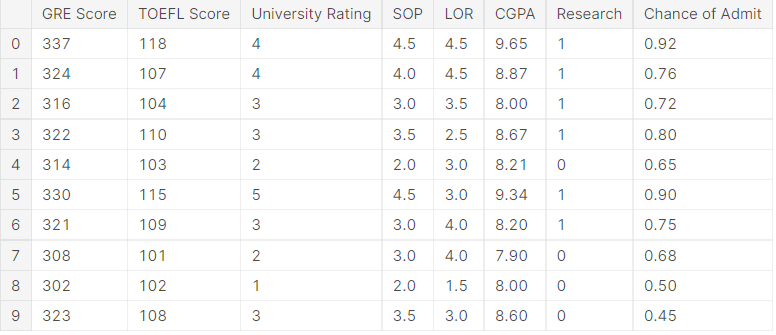 GRE Score TOEFL Score University Rating SOP LOR CGPA Research Chance of Admit
0 337 118 4 4.5 4.5 9.65 1 0.92
1 324 107 4 4.0 4.5 8.87 1 0.76
2 316 104 3 3.0 3.5 8.00 1 0.72
3 322 110 3 3.5 2.5 8.67 1 0.80
4 314 103 2 2.0 3.0 8.21 0 0.65
5 330 115 5 4.5 3.0 9.34 1 0.90
6 321 109 3 3.0 4.0 8.20 1 0.75
7 308 101 2 3.0 4.0 7.90 0 0.68
8 302 102 1 2.0 1.5 8.00 0 0.50
9 323 108 3 3.5 3.0 8.60 0 0.45